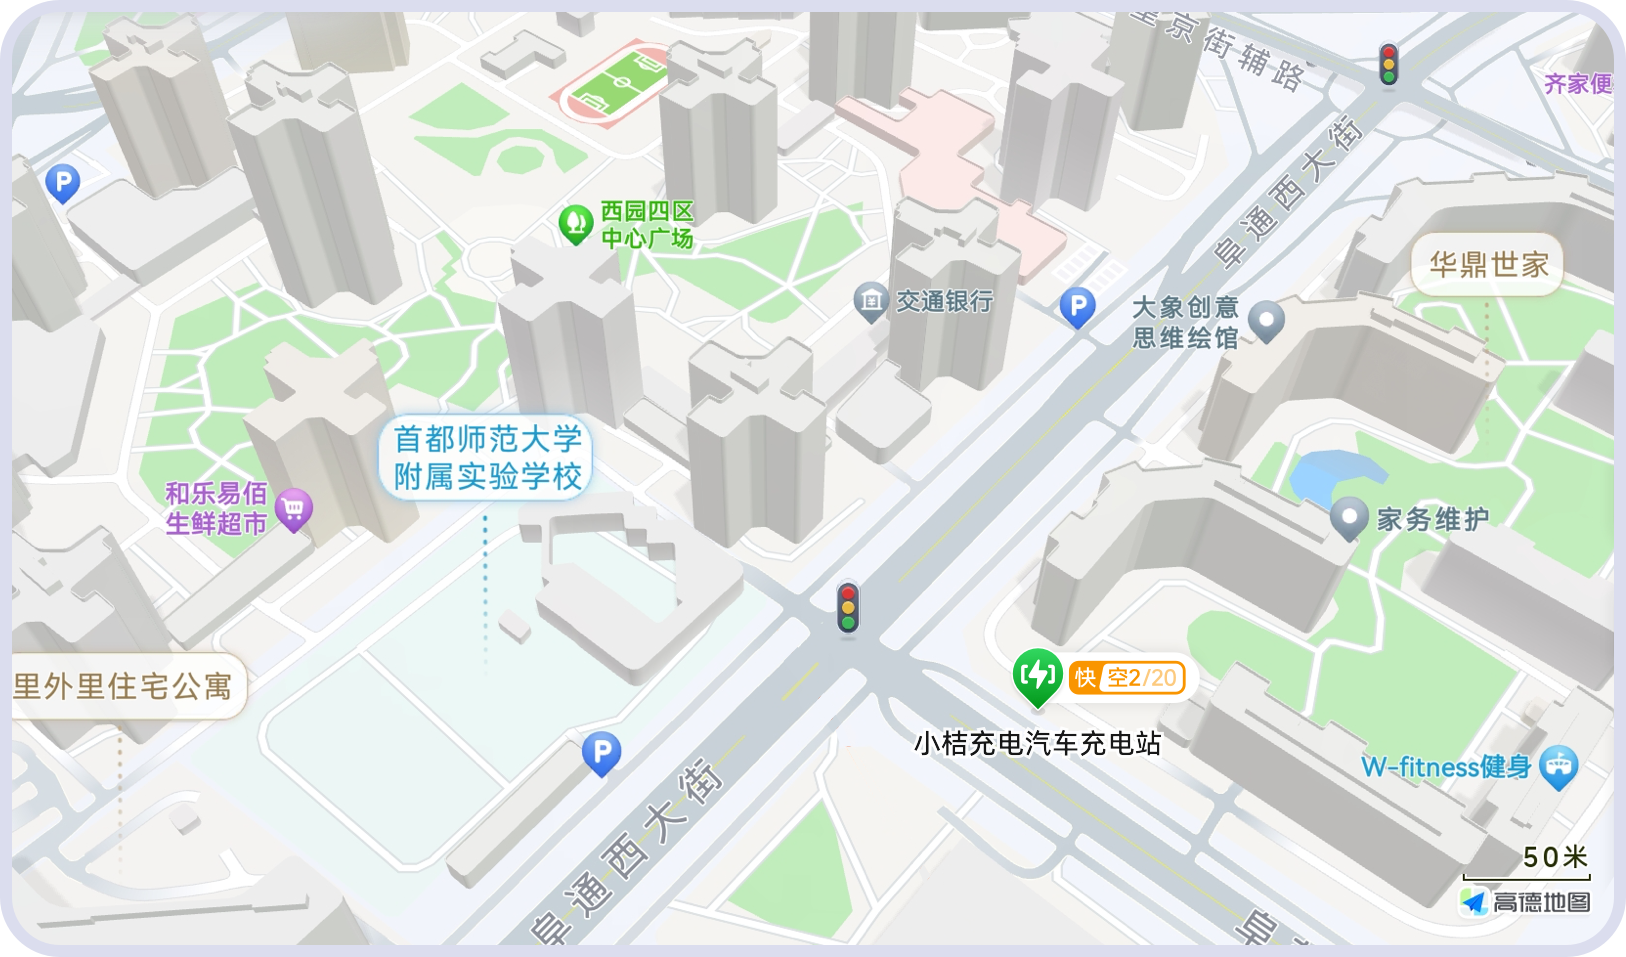 望京街辅路
齐家便
阜通西大街
P
西园四区
中心广场
华鼎世家
交通银行
P
大象创意
思维绘馆
首都师范大学
附属实验学校
和乐易佰
生鲜超市
家务维护
里外里住宅公寓
快 空2/20
小桔充电汽车充电站
P
W-fitness健身
阜通西大街
50米
高德地图
阜